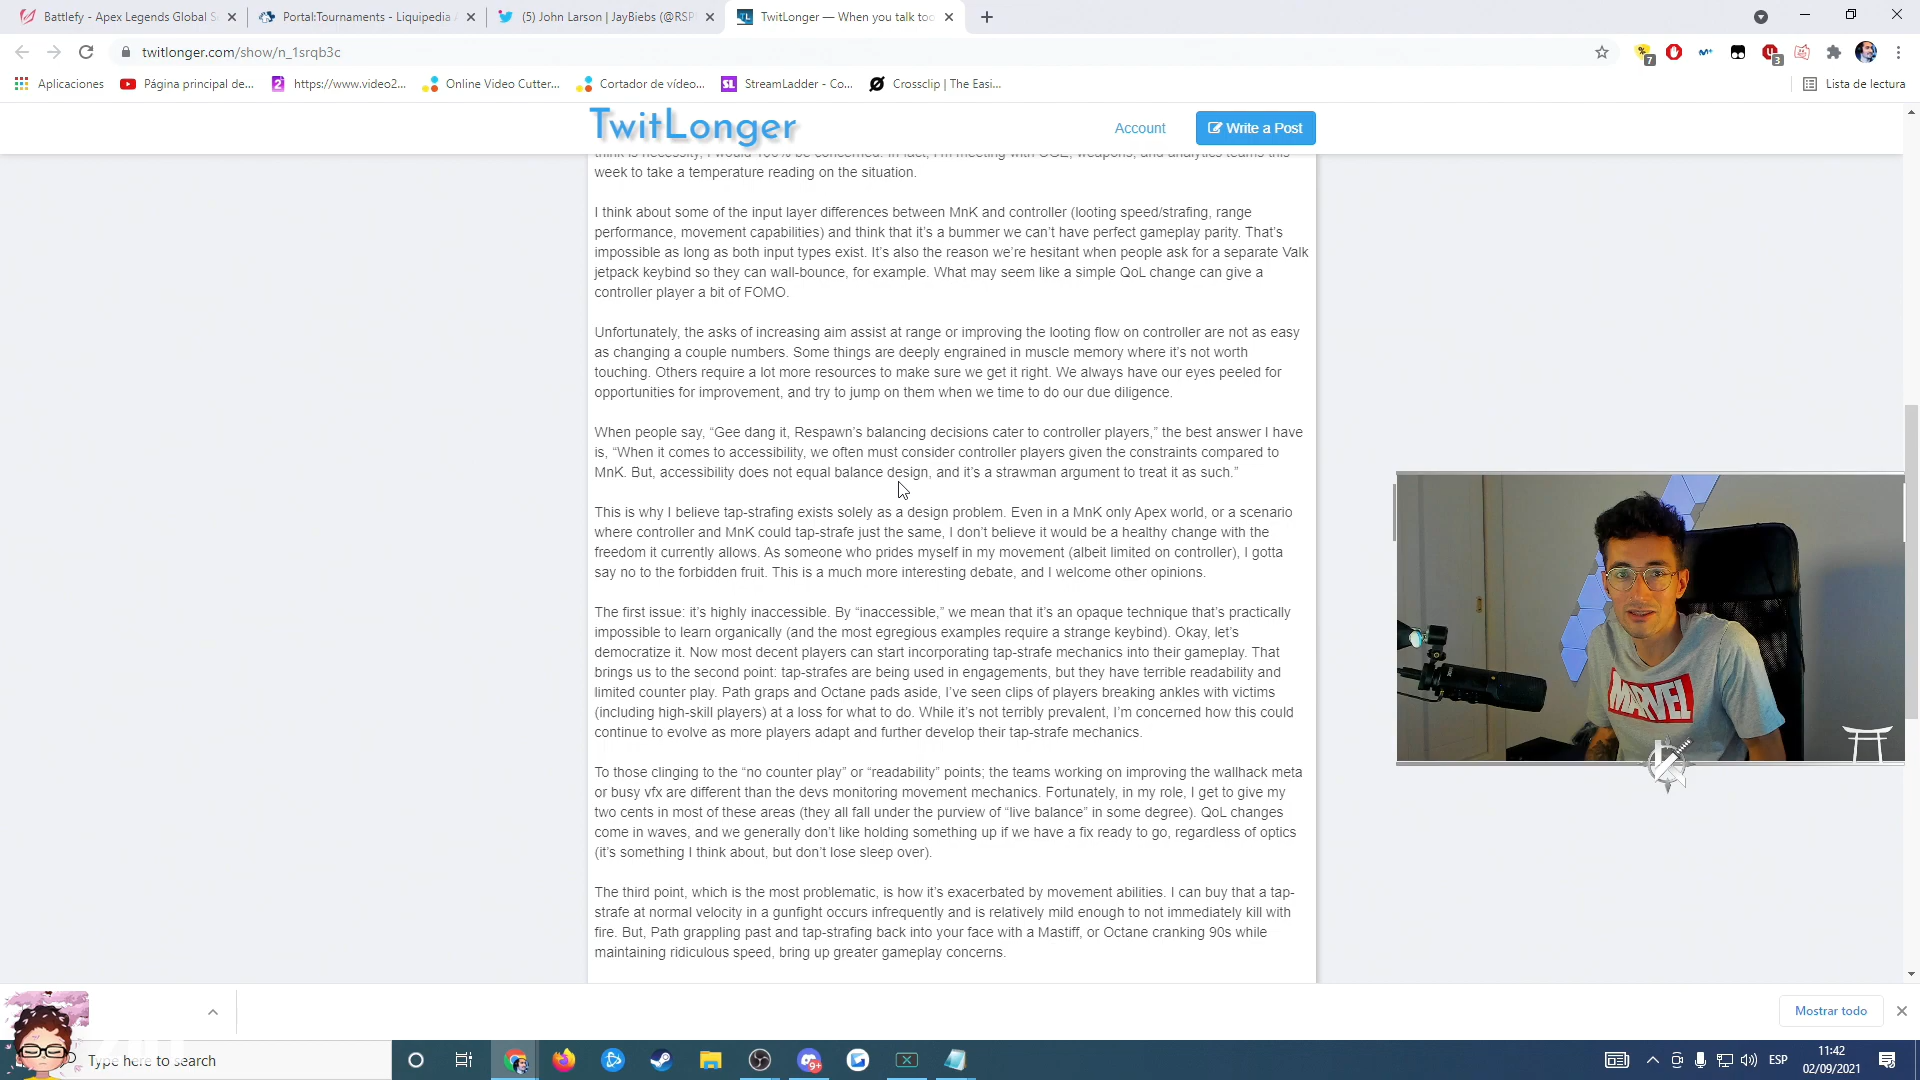 Battlefy - Apex Legends Global S
Portal:Tournaments - Liquipedia
(5) John Larson | JayBiebs (@RSP
TwitLonger — When you talk too
twitlonger.com/show/n_1srqb3c
7
3
Aplicaciones
Página principal de...
https://www.video2...
Online Video Cutter...
Cortador de vídeo...
SL
StreamLadder - Co...
Crossclip | The Easi...
Lista de lectura
TwitLonger
Account
Write a Post
think is necessity, I would 100% be concerned. In fact, I'm meeting with CGE, weapons, and analytics teams this
week to take a temperature reading on the situation.
I think about some of the input layer differences between MnK and controller (looting speed/strafing, range
performance, movement capabilities) and think that it's a bummer we can't have perfect gameplay parity. That's
impossible as long as both input types exist. It's also the reason we're hesitant when people ask for a separate Valk
jetpack keybind so they can wall-bounce, for example. What may seem like a simple QoL change can give a
controller player a bit of FOMO.
Unfortunately, the asks of increasing aim assist at range or improving the looting flow on controller are not as easy
as changing a couple numbers. Some things are deeply engrained in muscle memory where it's not worth
touching. Others require a lot more resources to make sure we get it right. We always have our eyes peeled for
opportunities for improvement, and try to jump on them when we time to do our due diligence.
When people say, “Gee dang it, Respawn's balancing decisions cater to controller players,” the best answer I have
is, “When it comes to accessibility, we often must consider controller players given the constraints compared to
MnK. But, accessibility does not equal balance design, and it's a strawman argument to treat it as such.”
This is why I believe tap-strafing exists solely as a design problem. Even in a MnK only Apex world, or a scenario
where controller and MnK could tap-strafe just the same, I don't believe it would be a healthy change with the
freedom it currently allows. As someone who prides myself in my movement (albeit limited on controller), I gotta
say no to the forbidden fruit. This is a much more interesting debate, and I welcome other opinions.
The first issue: it's highly inaccessible. By “inaccessible,” we mean that it's an opaque technique that's practically
impossible to learn organically (and the most egregious examples require a strange keybind). Okay, let's
democratize it. Now most decent players can start incorporating tap-strafe mechanics into their gameplay. That
brings us to the second point: tap-strafes are being used in engagements, but they have terrible readability and
limited counter play. Path graps and Octane pads aside, I've seen clips of players breaking ankles with victims
(including high-skill players) at a loss for what to do. While it's not terribly prevalent, I'm concerned how this could
continue to evolve as more players adapt and further develop their tap-strafe mechanics.
To those clinging to the “no counter play” or “readability” points; the teams working on improving the wallhack meta
or busy vfx are different than the devs monitoring movement mechanics. Fortunately, in my role, I get to give my
two cents in most of these areas (they all fall under the purview of “live balance” in some degree). QoL changes
come in waves, and we generally don't like holding something up if we have a fix ready to go, regardless of optics
(it's something I think about, but don't lose sleep over).
The third point, which is the most problematic, is how it's exacerbated by movement abilities. I can buy that a tap-
strafe at normal velocity in a gunfight occurs infrequently and is relatively mild enough to not immediately kill with
fire. But, Path grappling past and tap-strafing back into your face with a Mastiff, or Octane cranking 90s while
maintaining ridiculous speed, bring up greater gameplay concerns.
MARVEL
Mostrar todo
Type here to search
ESP
11:42
02/09/2021